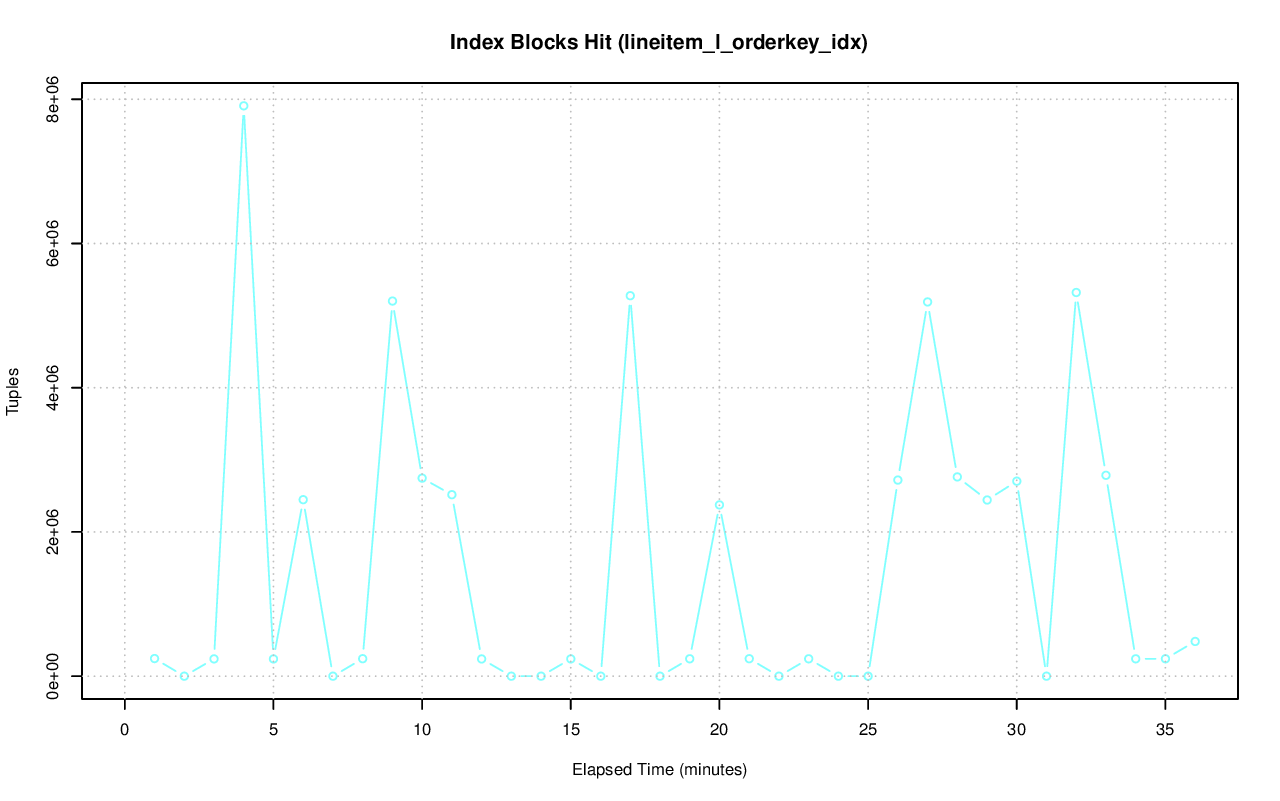 Index Blocks Hit (lineitem_l_orderkey_idx)
8e+06
6e+06
4e+06
2e+06
0e+00
Tuples
0 5 10 15 20 25 30 35
Elapsed Time (minutes)